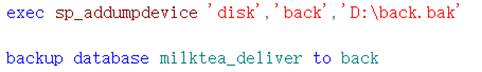 exec sp_addumpdevice 'disk','back','D:\back.bak'
backup database milktea_deliver to back